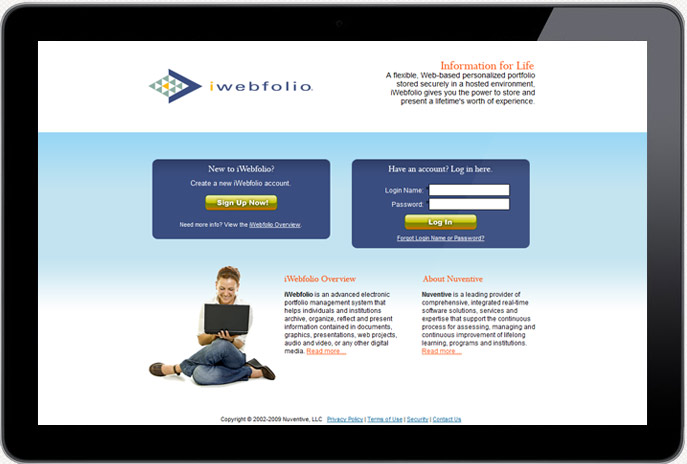 iwebfolio
Information for Life
A flexible, Web-based personalized portfolio
stored securely in a hosted environment,
iWebfolio gives you the power to store and
present a lifetime's worth of experience.
New to iWebfolio?
Create a new iWebfolio account.
Sign Up Now!
Need more info? View the iWebfolio Overview.
Have an account? Log in here.
Login Name:
Password:
Log In
Forgot Login Name or Password?
iWebfolio Overview
iWebfolio is an advanced electronic
portfolio management system that
helps individuals and institutions
archive, organize, reflect and present
information contained in documents,
graphics, presentations, web projects,
audio and video, or any other digital
media. Read more...
About Nuventive
Nuventive is a leading provider of
comprehensive, integrated real-time
software solutions, services and
expertise that support the continuous
process for assessing, managing and
continuous improvement of lifelong
learning, programs and institutions.
Read more...
Copyright © 2002-2009 Nuventive, LLC Privacy Policy | Terms of Use | Security | Contact Us